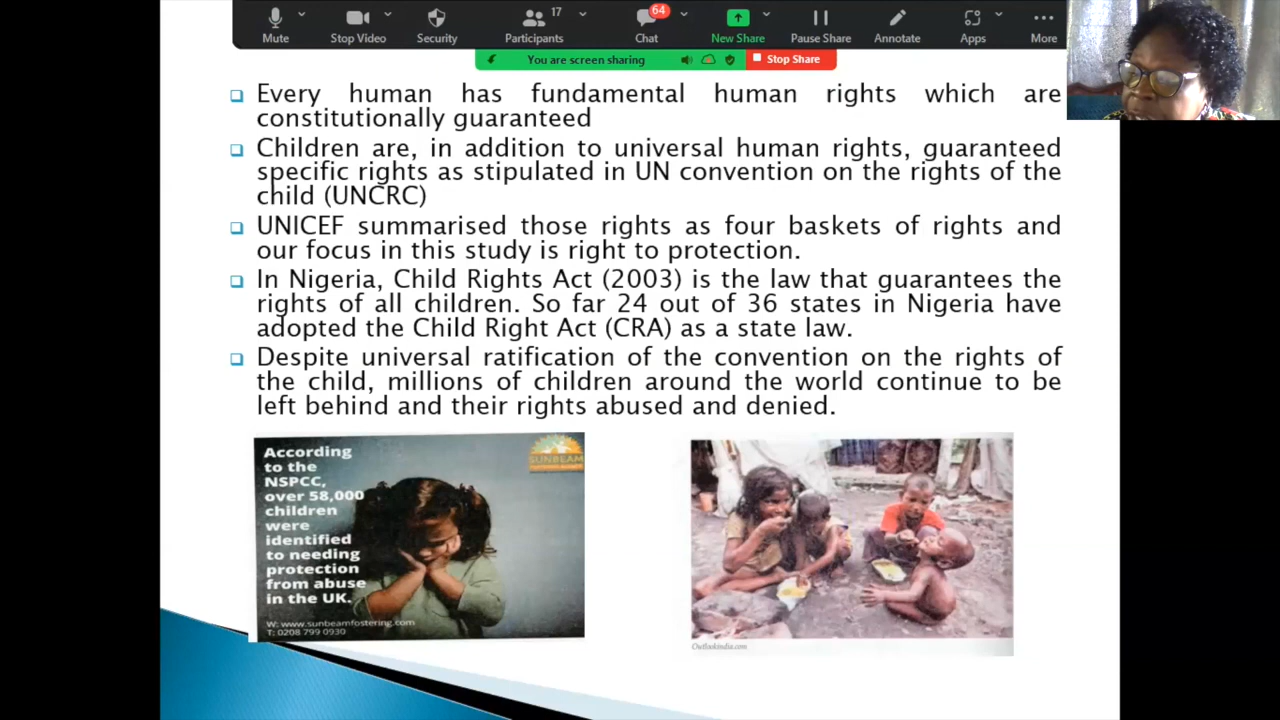 17
64
Mute
Stop Video
Security
Participants
Chat
New Share
Pause Share
Annotate
Apps
More
You are screen sharing
Stop Share
Every human has fundamental human rights which are
constitutionally guaranteed
Children are, in addition to universal human rights, guaranteed
specific rights as stipulated in UN convention on the rights of the
child (UNCRC)
UNICEF summarised those rights as four baskets of rights and
our focus in this study is right to protection.
In Nigeria, Child Rights Act (2003) is the law that guarantees the
rights of all children. So far 24 out of 36 states in Nigeria have
adopted the Child Right Act (CRA) as a state law.
Despite universal ratification of the convention on the rights of
the child, millions of children around the world continue to be
left behind and their rights abused and denied.
According
to the
NSPCC,
over 58,000
children
were
identified
to needing
protection
from abuse
in the UK.
W: www.sunbeamfostering.com
T: 0208 799 0930
SUNBEAM
Outlookindia.com